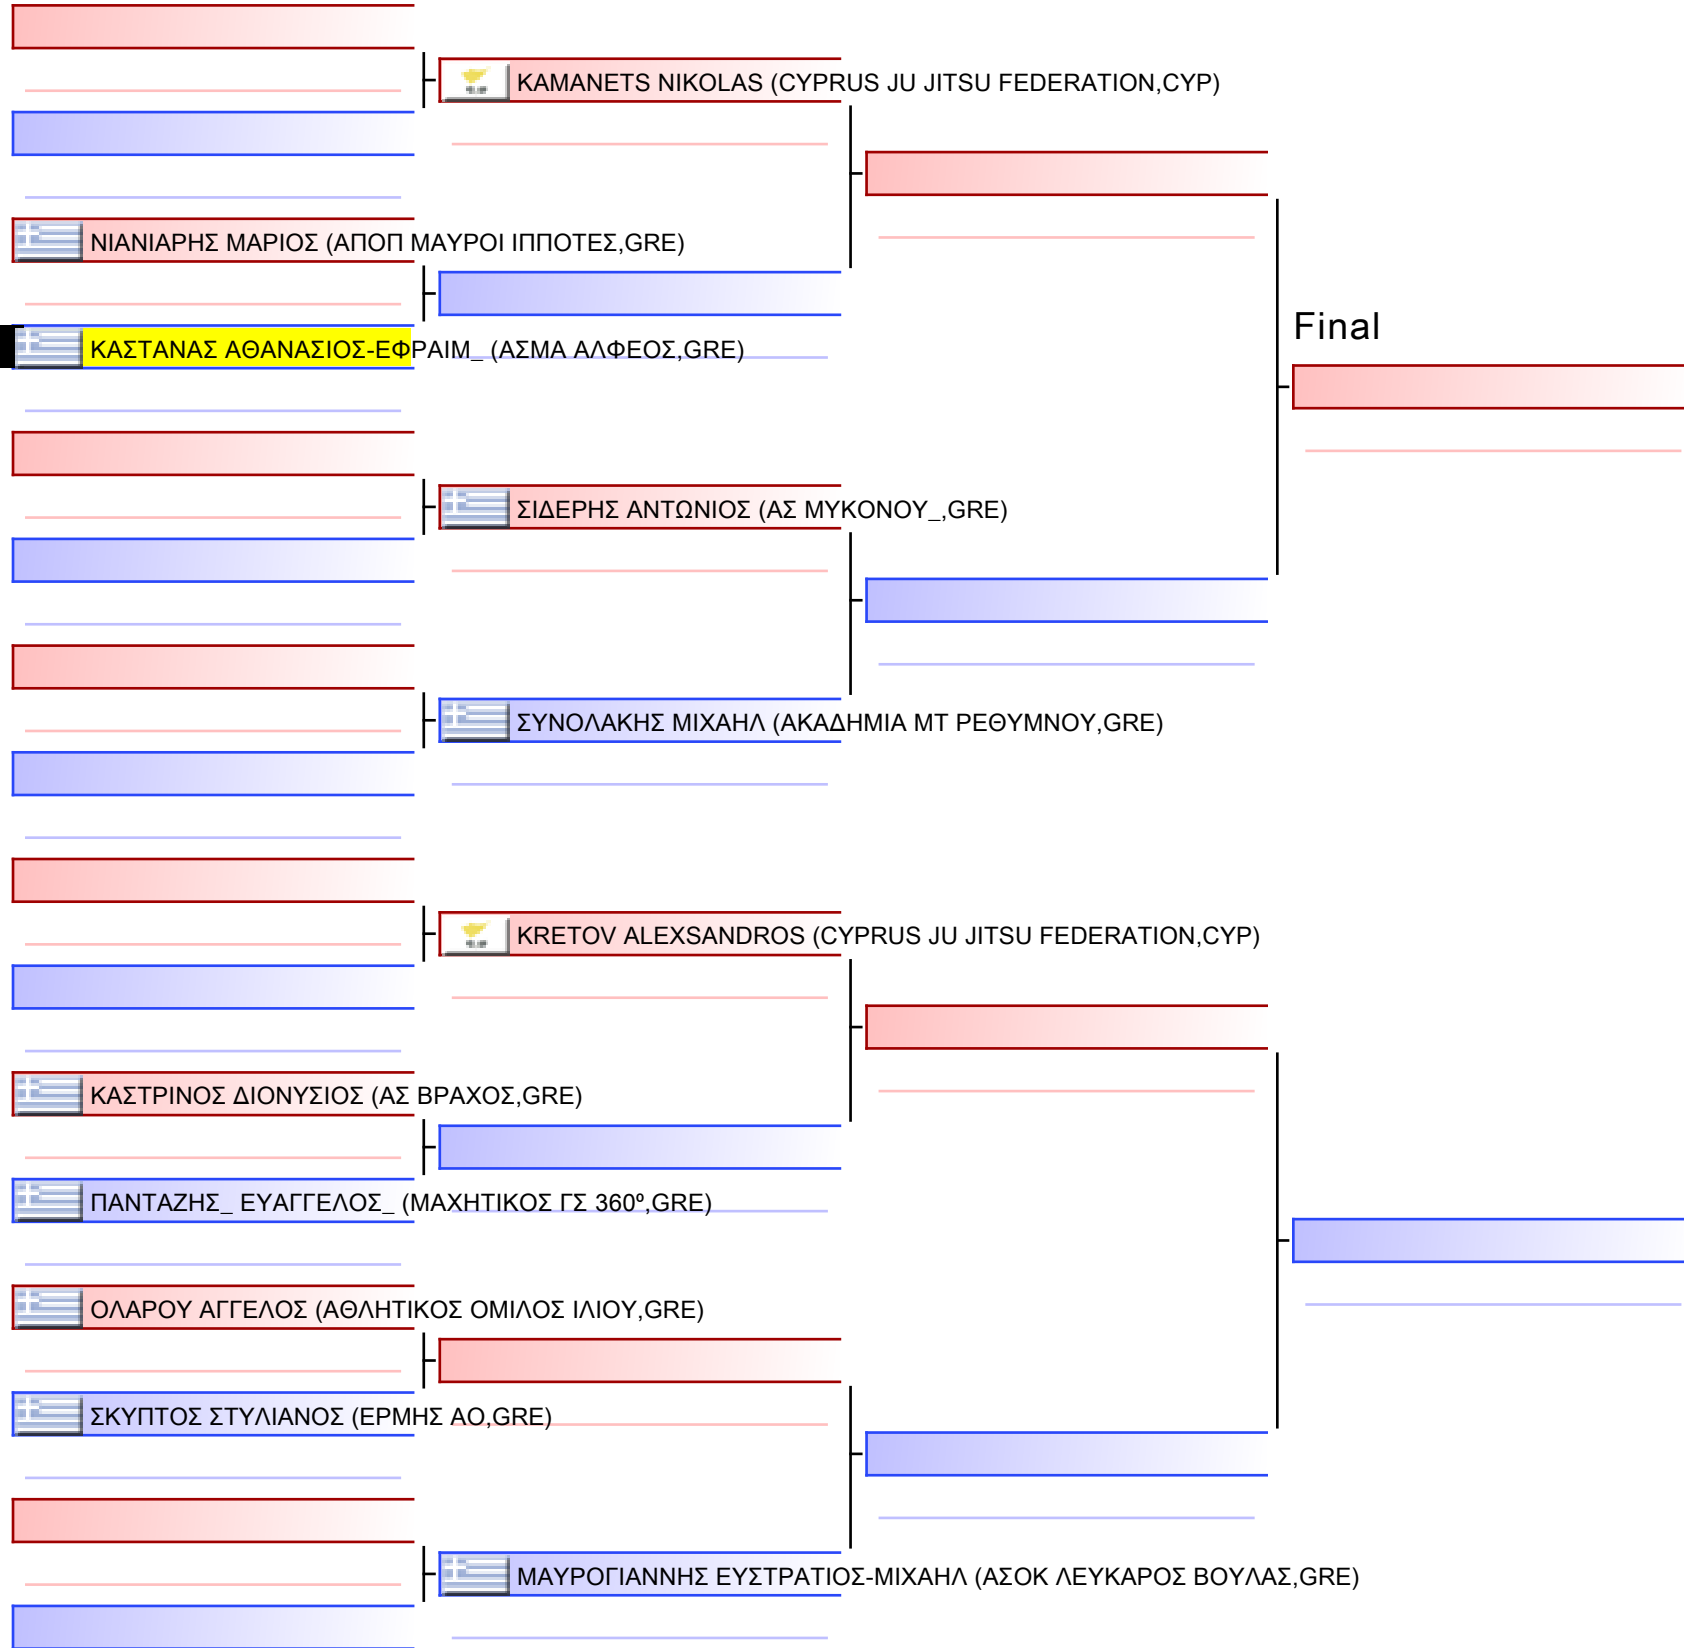 KAMANETS NIKOLAS (CYPRUS JU JITSU FEDERATION,CYP)
ΝΙΑΝΙΑΡΗΣ ΜΑΡΙΟΣ (ΑΠΟΠ ΜΑΥΡΟΙ ΙΠΠΟΤΕΣ,GRE)
Final
ΚΑΣΤΑΝΑΣ ΑΘΑΝΑΣΙΟΣ-ΕΦΡΑΙΜ_ (ΑΣΜΑ ΑΛΦΕΟΣ,GRE)
ΣΙΔΕΡΗΣ ΑΝΤΩΝΙΟΣ (ΑΣ ΜΥΚΟΝΟΥ_,GRE)
ΣΥΝΟΛΑΚΗΣ ΜΙΧΑΗΛ (ΑΚΑΔΗΜΙΑ ΜΤ ΡΕΘΥΜΝΟΥ,GRE)
KRETOV ALEXSANDROS (CYPRUS JU JITSU FEDERATION,CYP)
ΚΑΣΤΡΙΝΟΣ ΔΙΟΝΥΣΙΟΣ (ΑΣ ΒΡΑΧΟΣ,GRE)
ΠΑΝΤΑΖΗΣ_ ΕΥΑΓΓΕΛΟΣ_ (ΜΑΧΗΤΙΚΟΣ ΓΣ 360º,GRE)
ΟΛΑΡΟΥ ΑΓΓΕΛΟΣ (ΑΘΛΗΤΙΚΟΣ ΟΜΙΛΟΣ ΙΛΙΟΥ,GRE)
ΣΚΥΠΤΟΣ ΣΤΥΛΙΑΝΟΣ (ΕΡΜΗΣ ΑΟ,GRE)
ΜΑΥΡΟΓΙΑΝΝΗΣ ΕΥΣΤΡΑΤΙΟΣ-ΜΙΧΑΗΛ (ΑΣΟΚ ΛΕΥΚΑΡΟΣ ΒΟΥΛΑΣ,GRE)